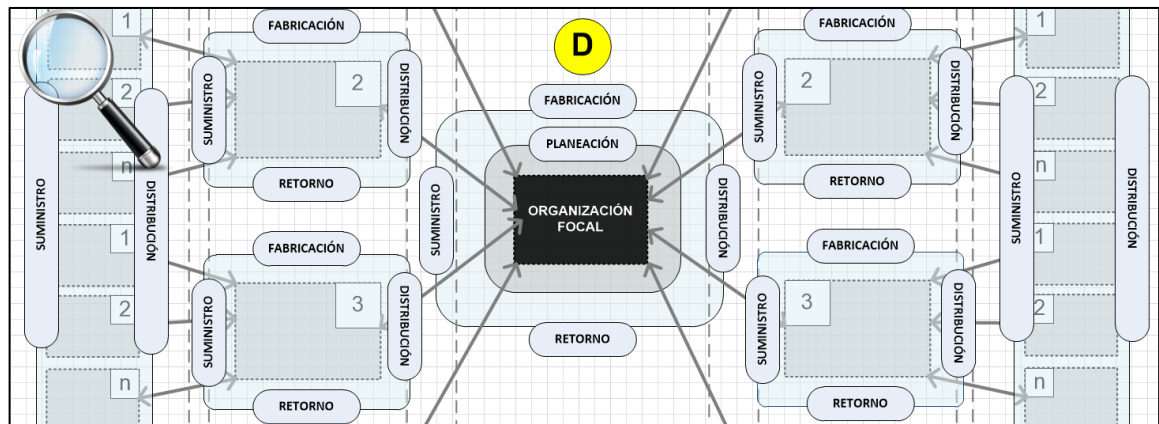 SUMINISTRO
1
2
n
1
2
n
DISTRIBUCIÓN
FABRICACIÓN
SUMINISTRO
2
DISTRIBUCIÓN
RETORNO
FABRICACIÓN
SUMINISTRO
3
DISTRIBUCIÓN
RETORNO
D
FABRICACIÓN
PLANEACIÓN
SUMINISTRO
ORGANIZACIÓN
FOCAL
DISTRIBUCIÓN
RETORNO
FABRICACIÓN
SUMINISTRO
2
DISTRIBUCIÓN
RETORNO
FABRICACIÓN
SUMINISTRO
3
DISTRIBUCIÓN
RETORNO
SUMINISTRO
1
2
n
1
2
n
DISTRIBUCIÓN